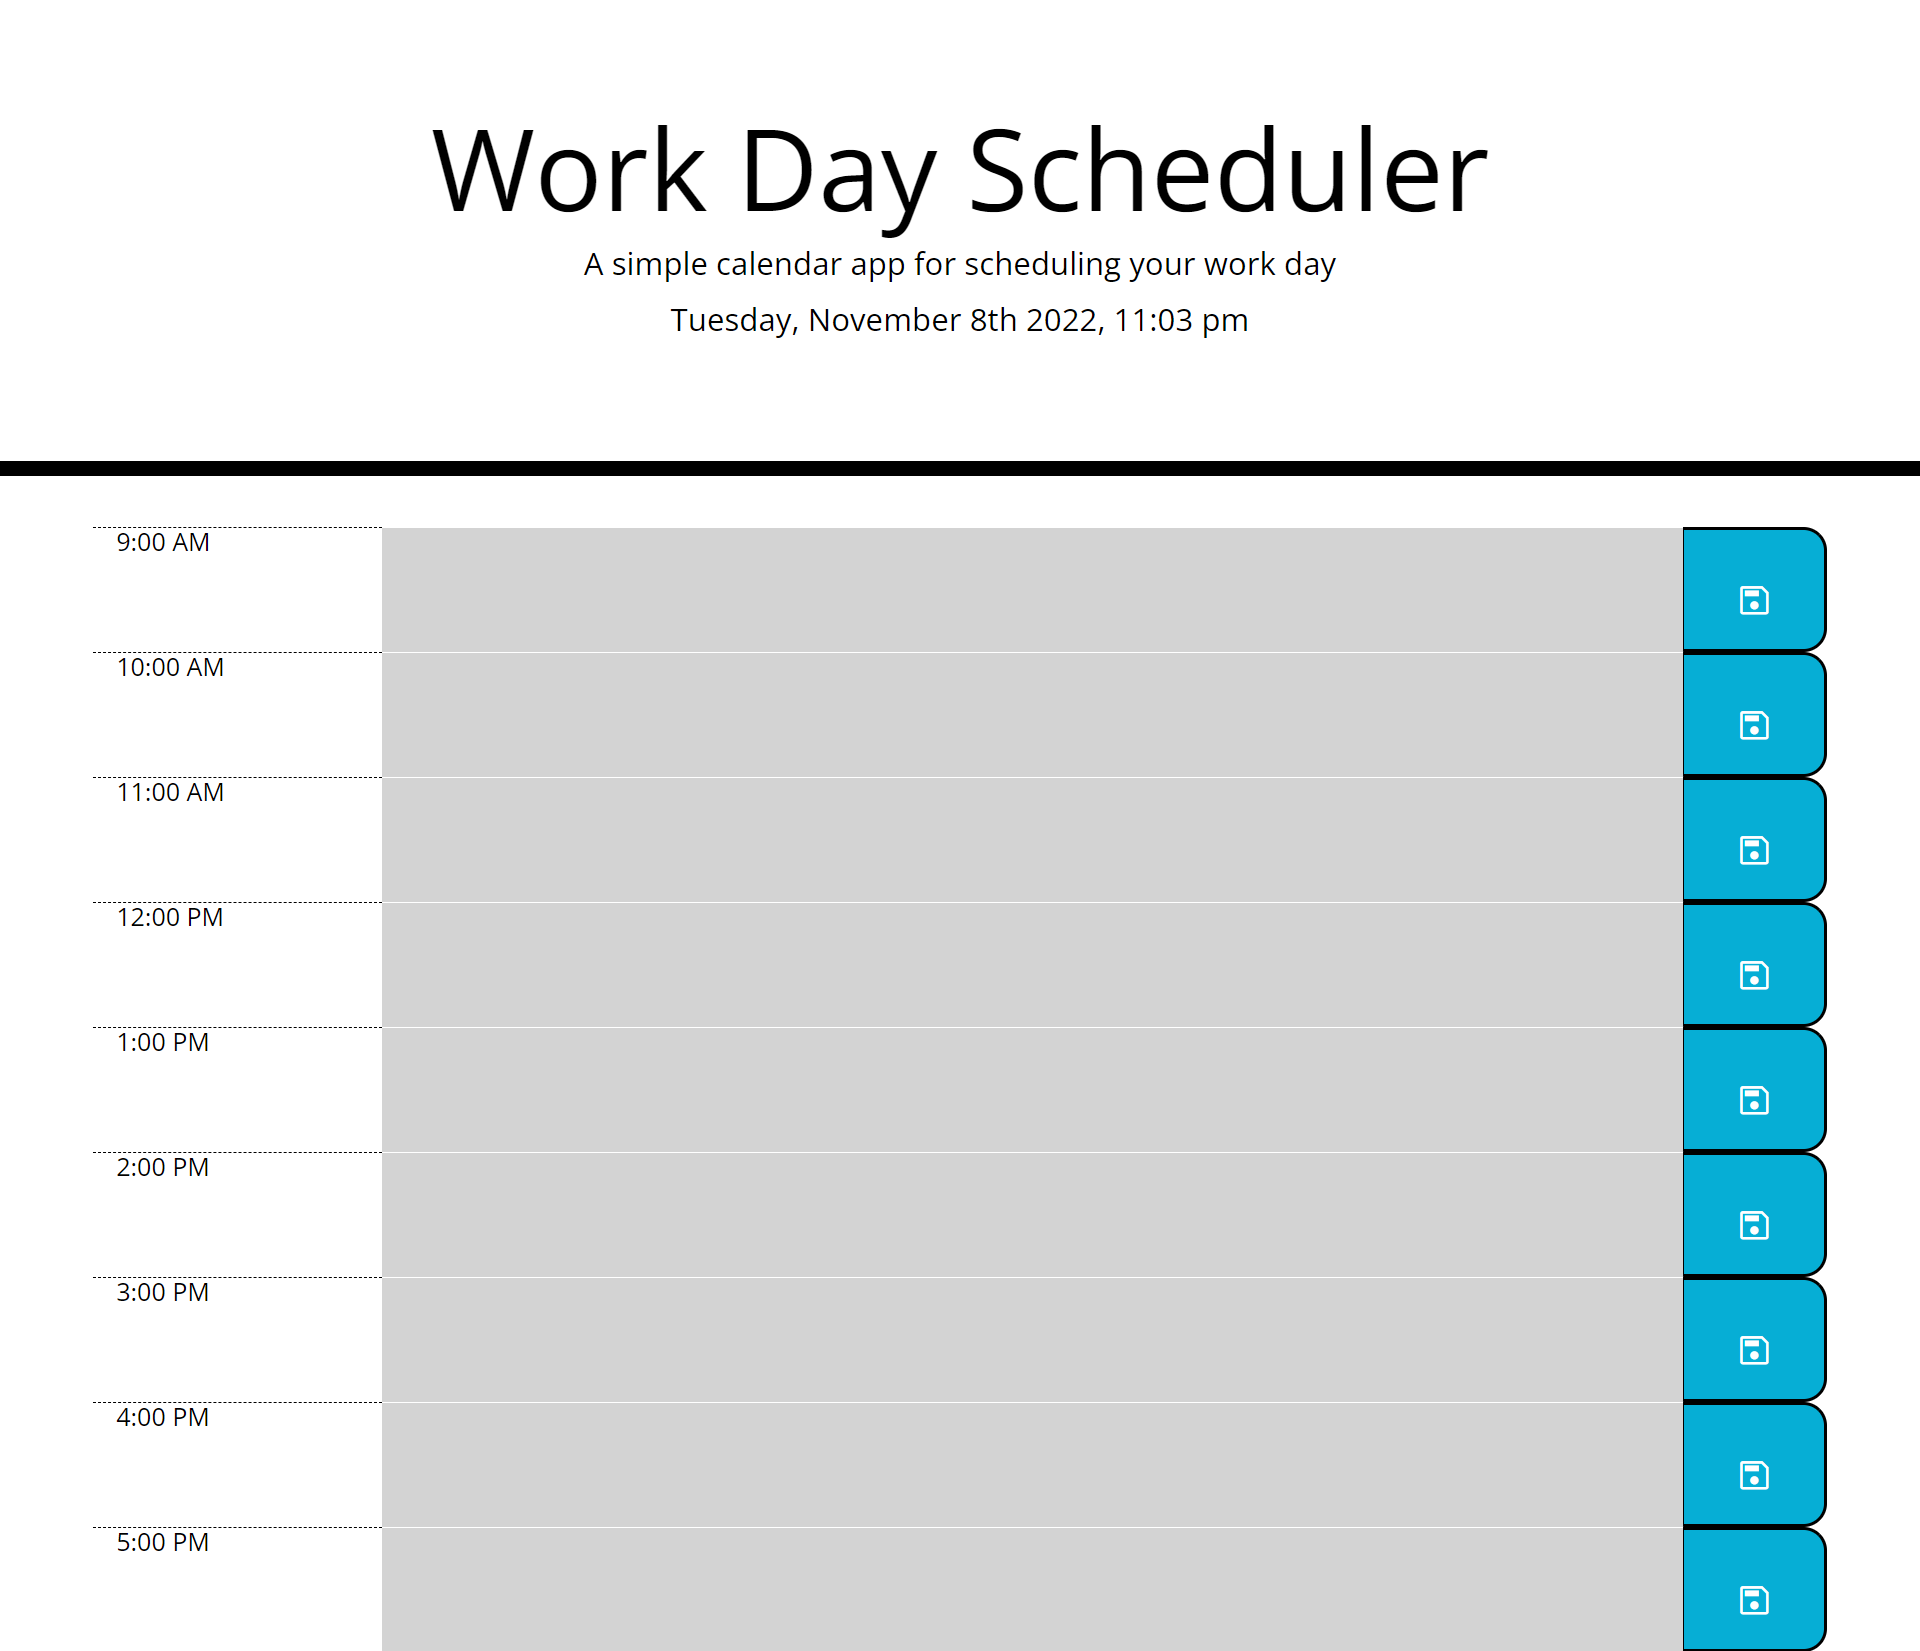 Work Day Scheduler
A simple calendar app for scheduling your work day
Tuesday, November 8th 2022, 11:03 pm
9:00 AM
10:00 AM
11:00 AM
12:00 PM
1:00 PM
2:00 PM
3:00 PM
4:00 PM
5:00 PM